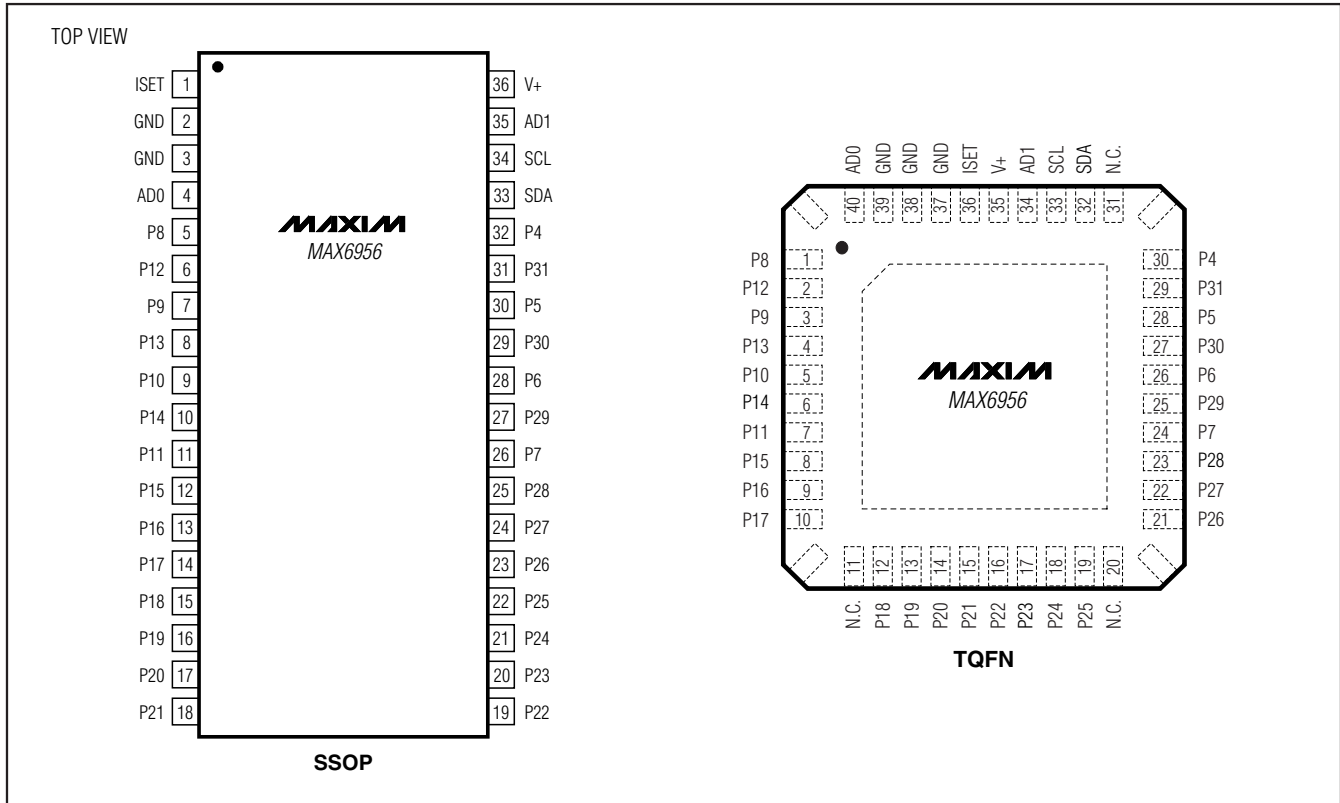 TOP VIEW
ISET 1
GND 2
GND 3
AD0 4
P8 5
P12 6
P9 7
P13 8
P10 9
P14 10
P11 11
P15 12
P16 13
P17 14
P18 15
P19 16
P20 17
P21 18
MAXIM
MAX6956
36 V+
35 AD1
34 SCL
33 SDA
32 P4
31 P31
30 P5
29 P30
28 P6
27 P29
26 P7
25 P28
24 P27
23 P26
22 P25
21 P24
20 P23
19 P22
SSOP
AD0 GND GND GND ISET V+ AD1 SCL SDA N.C.
40 39 38 37 36 35 34 33 32 31
P8 1
P12 2
P9 3
P13 4
P10 5
P14 6
P11 7
P15 8
P16 9
P17 10
MAXIM
MAX6956
30 P4
29 P31
28 P5
27 P30
26 P6
25 P29
24 P7
23 P28
22 P27
21 P26
11 12 13 14 15 16 17 18 19 20
N.C. P18 P19 P20 P21 P22 P23 P24 P25 N.C.
TQFN